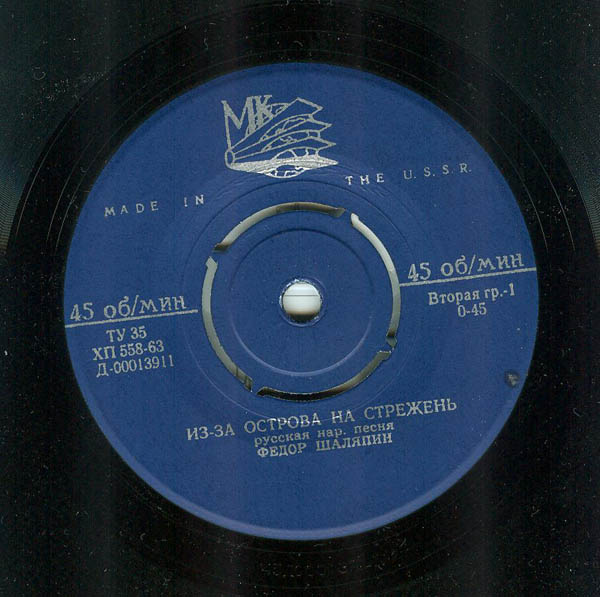 МК
MADE IN THE U.S.S.R.
45 об/мин
ТУ 35
ХП 558-63
Д-00013911
45 об/мин
Вторая гр.-1
0-45
ИЗ-ЗА ОСТРОВА НА СТРЕЖЕНЬ
русская нар. песня
ФЕДОР ШАЛЯПИН